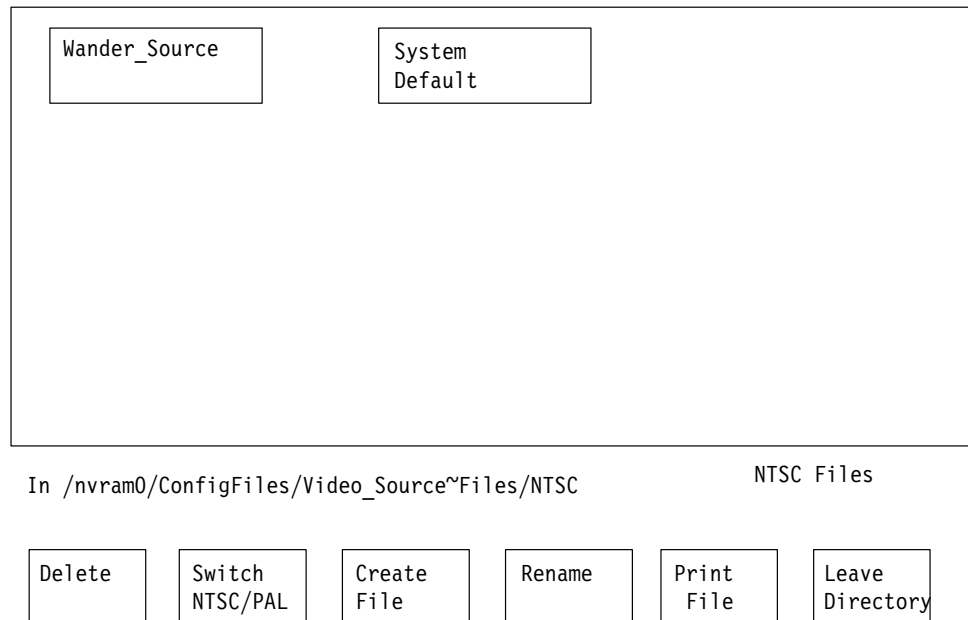 Wander_Source
System
Default
In /nvram0/ConfigFiles/Video_Source~Files/NTSC
NTSC Files
Delete
Switch
NTSC/PAL
Create
File
Rename
Print
File
Leave
Directory